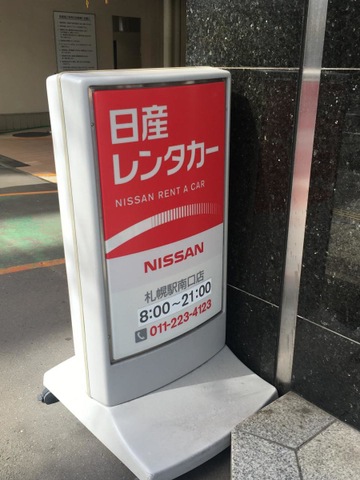 日産
レンタカー
NISSAN RENT A CAR
NISSAN
札幌駅南口店
8:00～21:00
011-223-4123